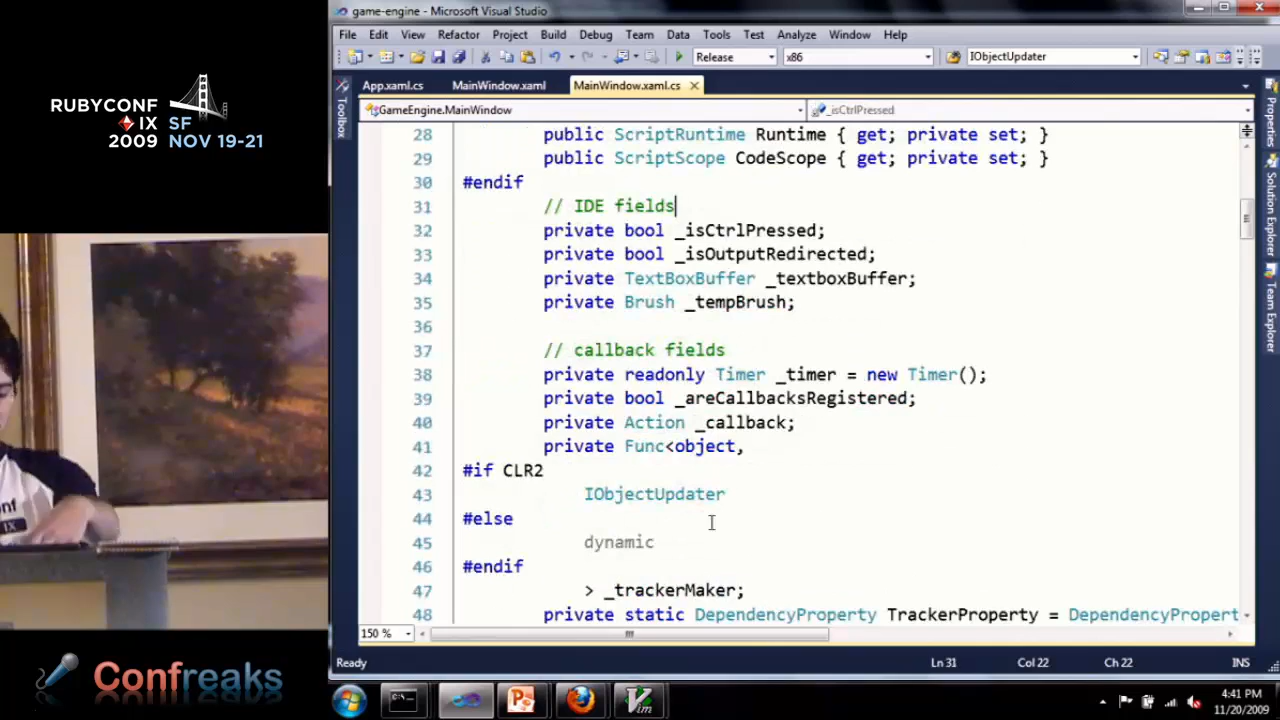 RUBYCONF
IX SF
2009 NOV 19-21
Confreaks
game-engine - Microsoft Visual Studio
File Edit View Refactor Project Build Debug Team Data Tools Test Analyze Window Help
Release x86 IObjectUpdater
App.xaml.cs MainWindow.xaml MainWindow.xaml.cs
GameEngine.MainWindow _isCtrlPressed
28 public ScriptRuntime Runtime { get; private set; }
29 public ScriptScope CodeScope { get; private set; }
30 #endif
31 // IDE fields
32 private bool _isCtrlPressed;
33 private bool _isOutputRedirected;
34 private TextBoxBuffer _textboxBuffer;
35 private Brush _tempBrush;
36
37 // callback fields
38 private readonly Timer _timer = new Timer();
39 private bool _areCallbacksRegistered;
40 private Action _callback;
41 private Func<object,
42 #if CLR2
43 IObjectUpdater
44 #else
45 dynamic
46 #endif
47 > _trackerMaker;
48 private static DependencyProperty TrackerProperty = DependencyPropert
150 %
Ready Ln 31 Col 22 Ch 22 INS
Toolbox
Properties
Solution Explorer
Team Explorer
4:41 PM
11/20/2009